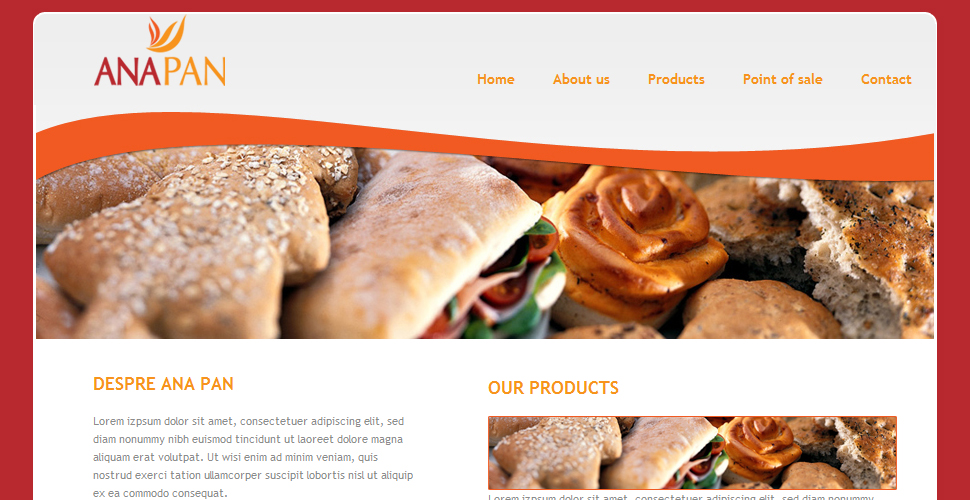 ANAPAN
Home About us Products Point of sale Contact
DESPRE ANA PAN
Lorem izpsum dolor sit amet, consectetuer adipiscing elit, sed
diam nonummy nibh euismod tincidunt ut laoreet dolore magna
aliquam erat volutpat. Ut wisi enim ad minim veniam, quis
nostrud exerci tation ullamcorper suscipit lobortis nisl ut aliquip
ex ea commodo consequat.
OUR PRODUCTS
Lorem izpsum dolor sit amet, consectetuer adipiscing elit, sed diam nonummy